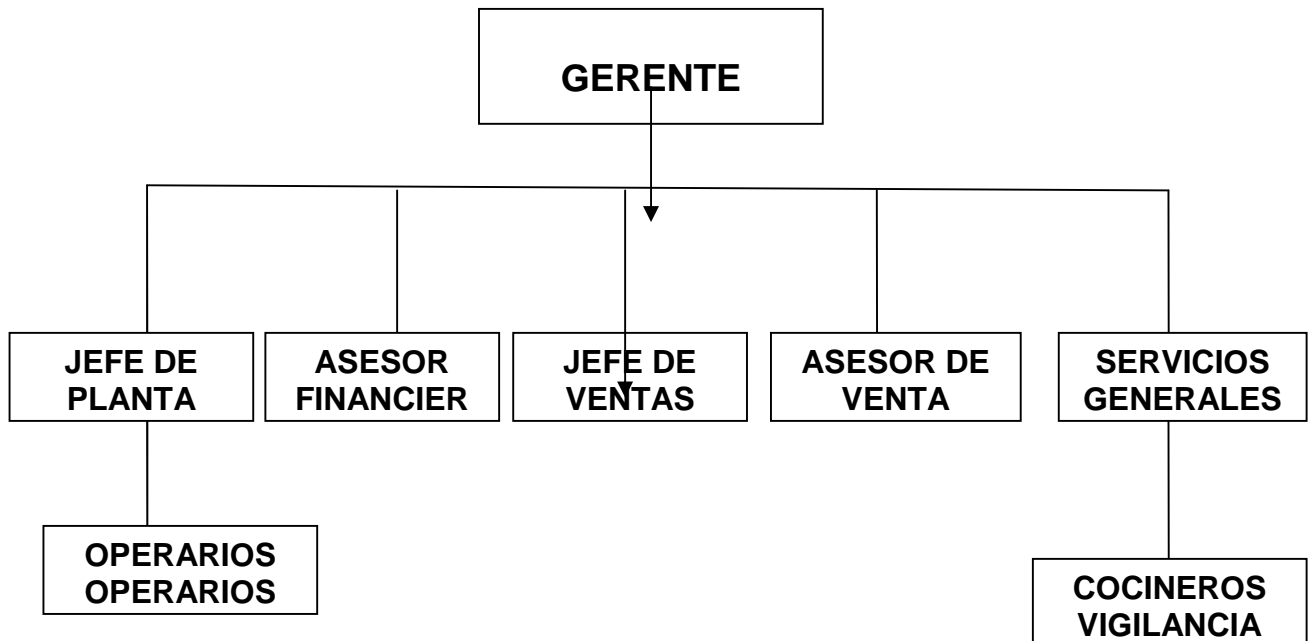 GERENTE
JEFE DE
PLANTA
ASESOR
FINANCIER
JEFE DE
VENTAS
ASESOR DE
VENTA
SERVICIOS
GENERALES
OPERARIOS
OPERARIOS
COCINEROS
VIGILANCIA